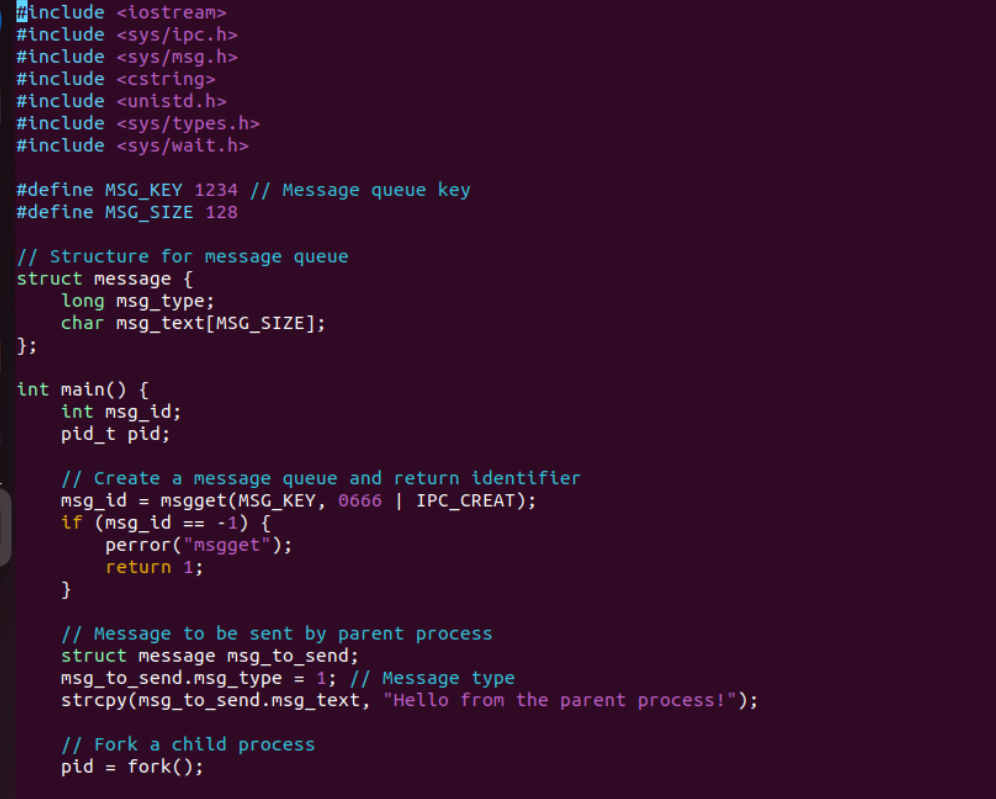 #include <iostream>
#include <sys/ipc.h>
#include <sys/msg.h>
#include <cstring>
#include <unistd.h>
#include <sys/types.h>
#include <sys/wait.h>

#define MSG_KEY 1234 // Message queue key
#define MSG_SIZE 128

// Structure for message queue
struct message {
    long msg_type;
    char msg_text[MSG_SIZE];
};

int main() {
    int msg_id;
    pid_t pid;

    // Create a message queue and return identifier
    msg_id = msgget(MSG_KEY, 0666 | IPC_CREAT);
    if (msg_id == -1) {
        perror("msgget");
        return 1;
    }

    // Message to be sent by parent process
    struct message msg_to_send;
    msg_to_send.msg_type = 1; // Message type
    strcpy(msg_to_send.msg_text, "Hello from the parent process!");

    // Fork a child process
    pid = fork();